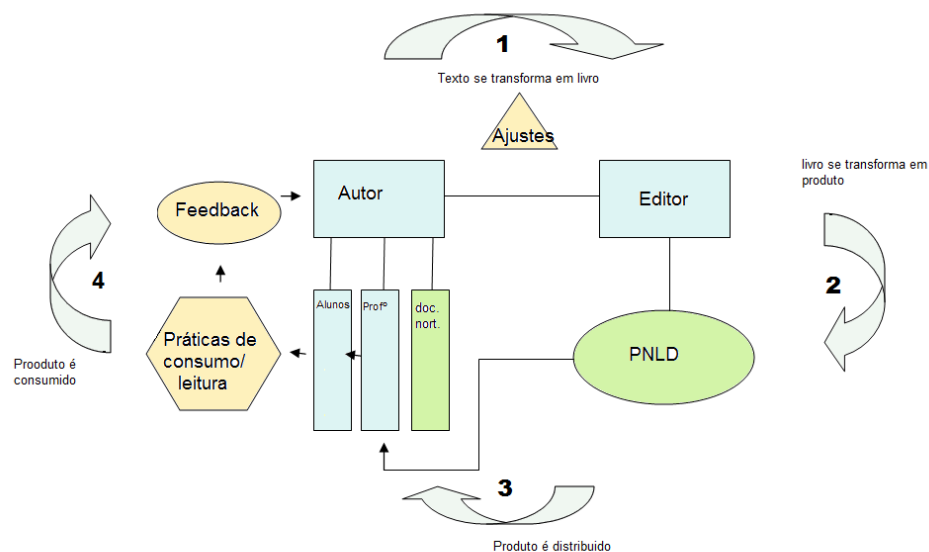 1
Texto se transforma em livro
Ajustes
livro se transforma em
produto
Autor
Editor
Feedback
4
2
Alunos
Profº
doc.
nort.
Práticas de
consumo/
leitura
PNLD
Prooduto é
consumido
3
Produto é distribuido